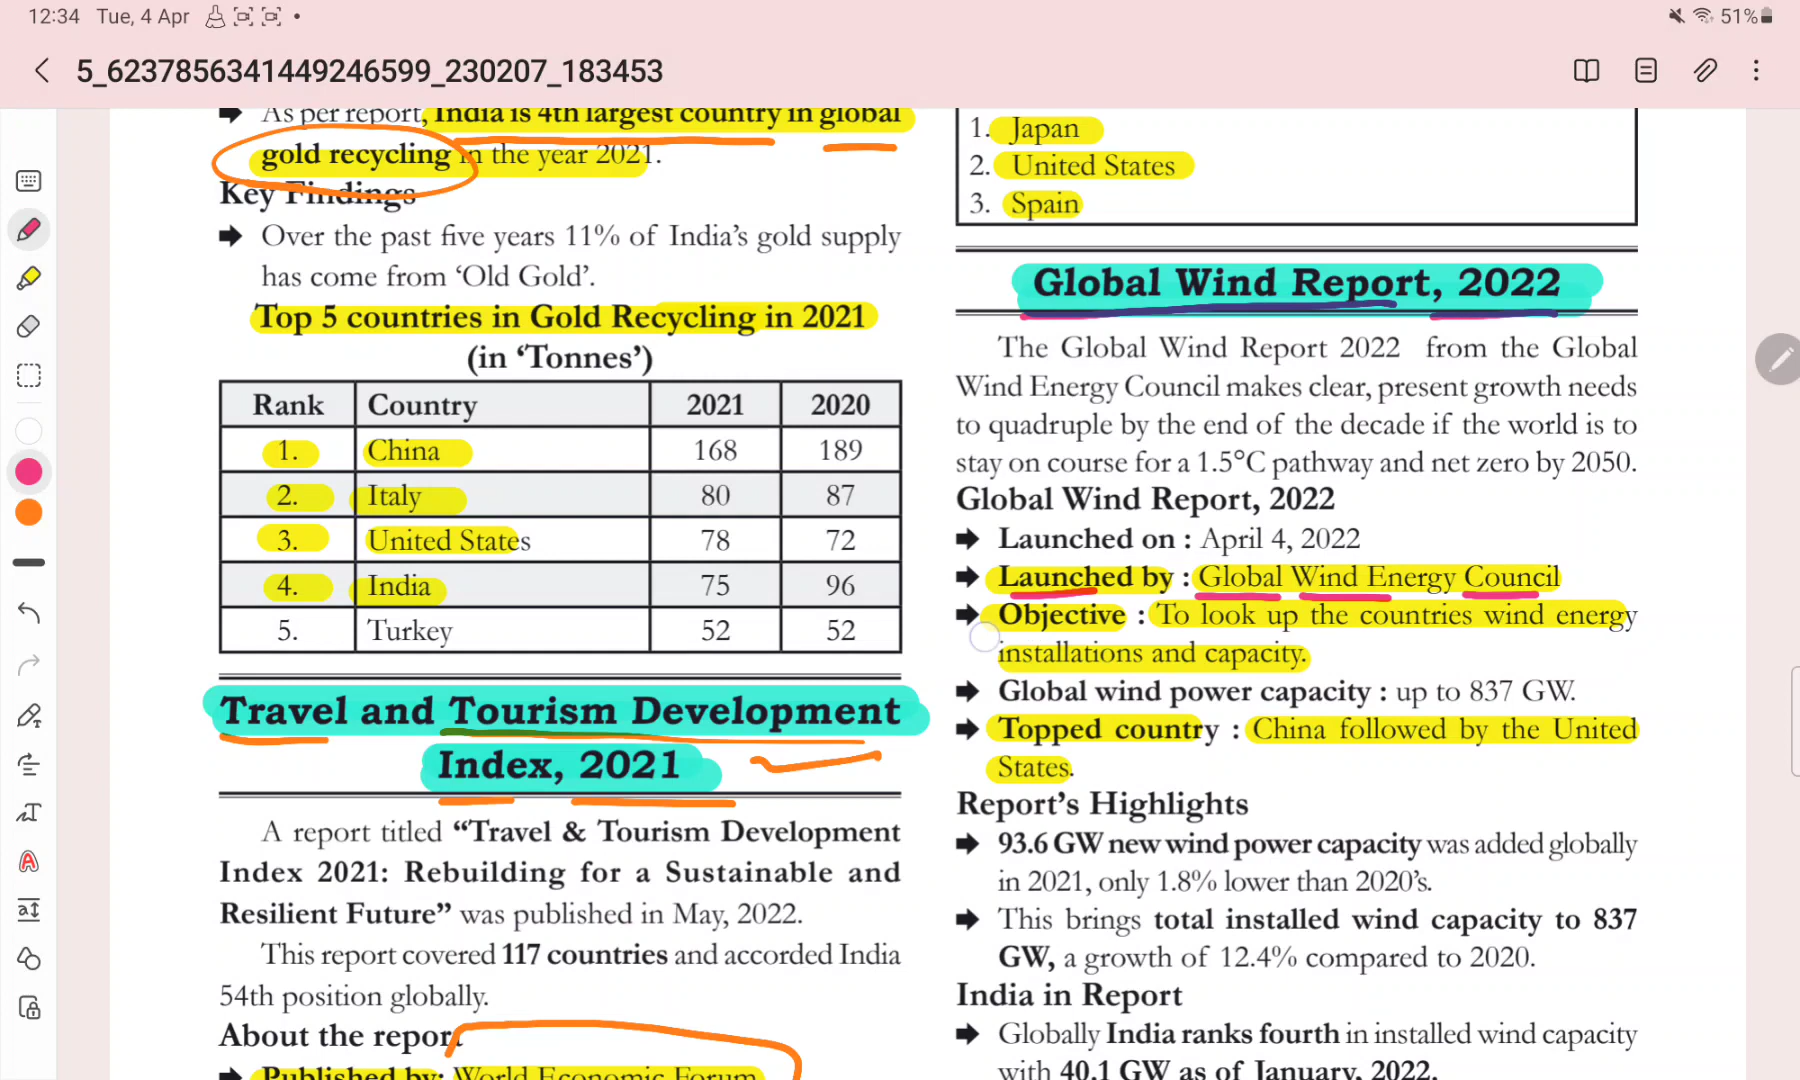 12:34 Tue, 4 Apr
51%
5_6237856341449246599_230207_183453
As per report, India is 4th largest country in global
gold recycling in the year 2021.
Key Findings
Over the past five years 11% of India's gold supply
has come from 'Old Gold'.
Top 5 countries in Gold Recycling in 2021
(in 'Tonnes')
Rank Country 2021 2020
1. China 168 189
2. Italy 80 87
3. United States 78 72
4. India 75 96
5. Turkey 52 52
Travel and Tourism Development
Index, 2021
A report titled "Travel & Tourism Development
Index 2021: Rebuilding for a Sustainable and
Resilient Future" was published in May, 2022.
This report covered 117 countries and accorded India
54th position globally.
About the report
Published by: World Economic Forum
1. Japan
2. United States
3. Spain
Global Wind Report, 2022
The Global Wind Report 2022 from the Global
Wind Energy Council makes clear, present growth needs
to quadruple by the end of the decade if the world is to
stay on course for a 1.5°C pathway and net zero by 2050.
Global Wind Report, 2022
Launched on : April 4, 2022
Launched by : Global Wind Energy Council
Objective : To look up the countries wind energy
installations and capacity.
Global wind power capacity : up to 837 GW.
Topped country : China followed by the United
States.
Report's Highlights
93.6 GW new wind power capacity was added globally
in 2021, only 1.8% lower than 2020's.
This brings total installed wind capacity to 837
GW, a growth of 12.4% compared to 2020.
India in Report
Globally India ranks fourth in installed wind capacity
with 40.1 GW as of January, 2022.